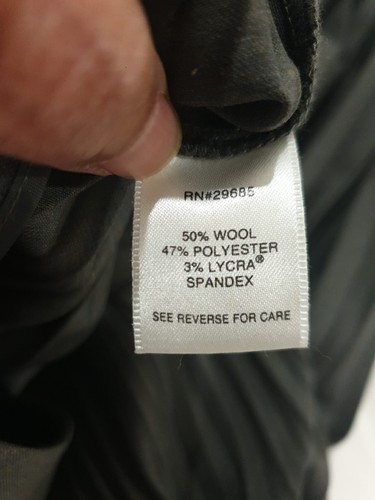 RN#29685
50% WOOL
47% POLYESTER
3% LYCRA®
SPANDEX
SEE REVERSE FOR CARE